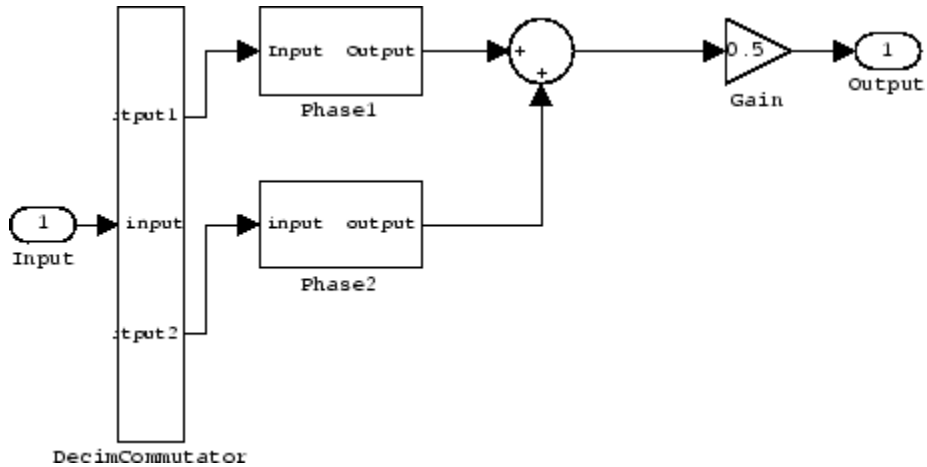 Input Output
+
0.5
1
Phase1
+
Gain
Output
tput1
1
input
input output
Input
Phase2
tput2
DecimCommutator